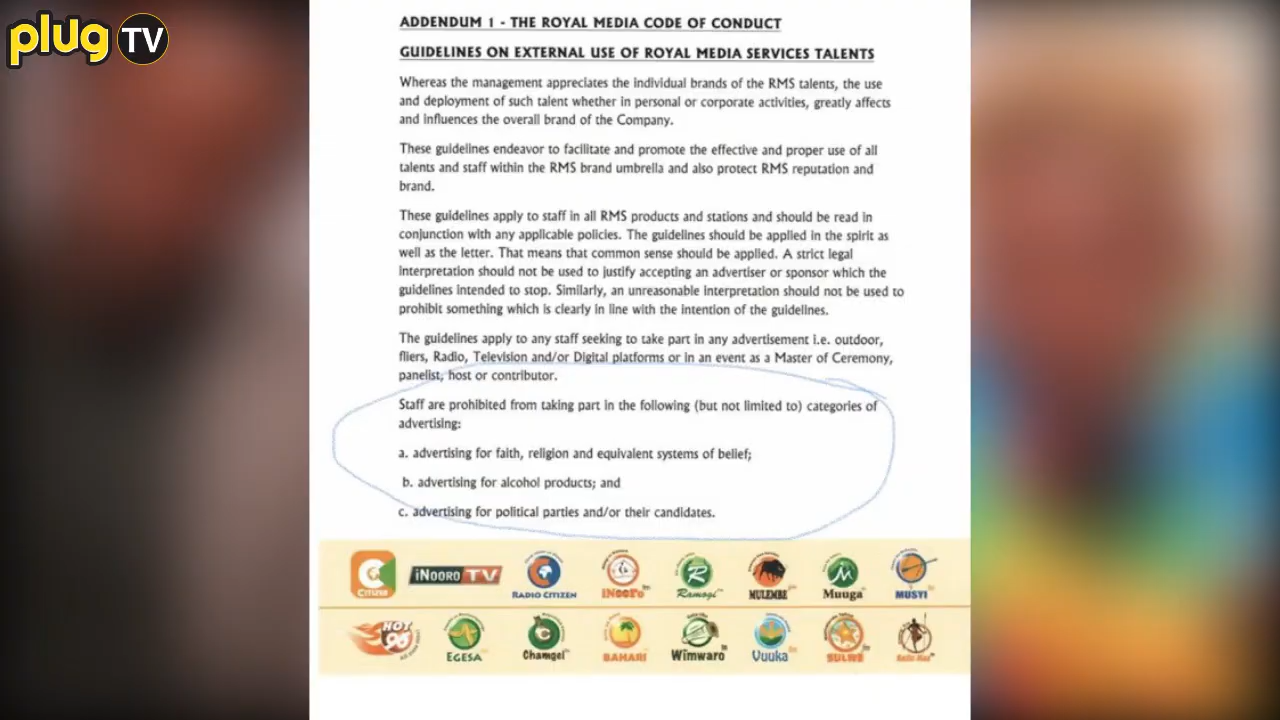 plug TV
ADDENDUM 1 - THE ROYAL MEDIA CODE OF CONDUCT
GUIDELINES ON EXTERNAL USE OF ROYAL MEDIA SERVICES TALENTS
Whereas the management appreciates the individual brands of the RMS talents, the use
and deployment of such talent whether in personal or corporate activities, greatly affects
and influences the overall brand of the Company.
These guidelines endeavor to facilitate and promote the effective and proper use of all
talents and staff within the RMS brand umbrella and also protect RMS reputation and
brand.
These guidelines apply to staff in all RMS products and stations and should be read in
conjunction with any applicable policies. The guidelines should be applied in the spirit as
well as the letter. That means that common sense should be applied. A strict legal
interpretation should not be used to justify accepting an advertiser or sponsor which the
guidelines intended to stop. Similarly, an unreasonable interpretation should not be used to
prohibit something which is clearly in line with the intention of the guidelines.
The guidelines apply to any staff seeking to take part in any advertisement i.e. outdoor,
fliers, Radio, Television and/or Digital platforms or in an event as a Master of Ceremony,
panelist, host or contributor.
Staff are prohibited from taking part in the following (but not limited to) categories of
advertising:
a. advertising for faith, religion and equivalent systems of belief;
b. advertising for alcohol products; and
c. advertising for political parties and/or their candidates.
CITIZEN iNOORO TV RADIO CITIZEN iNOORO Ramogi MULEMBE Muuga MUSYI
HOT 96 EGESA Chamgei BAHARI Wimwaro Vuuka SULWE